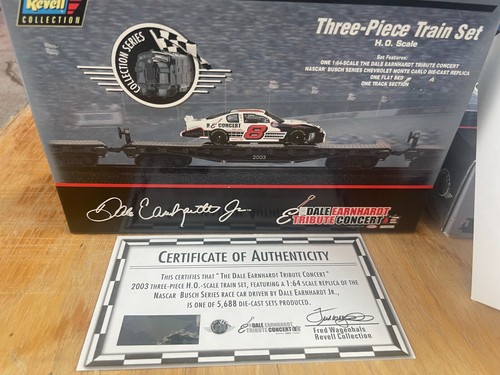 Revell
COLLECTION
COLLECTION SERIES
Three-Piece Train Set
H.O. Scale
Set Features:
ONE 1:64-SCALE THE DALE EARNHARDT TRIBUTE CONCERT
NASCAR BUSCH SERIES CHEVROLET MONTE CARLO DIE-CAST REPLICA
ONE FLAT BED
ONE TRACK SECTION
CONCERT
8
2003
Dale Earnhardt Jr.
DALE EARNHARDT
TRIBUTE CONCERT
CERTIFICATE OF AUTHENTICITY
THIS CERTIFIES THAT "THE DALE EARNHARDT TRIBUTE CONCERT"
2003 THREE-PIECE H.O.-SCALE TRAIN SET, FEATURING A 1:64 SCALE REPLICA OF THE
NASCAR BUSCH SERIES RACE CAR DRIVEN BY DALE EARNHARDT JR.,
IS ONE OF 5,688 DIE-CAST SETS PRODUCED.
DALE EARNHARDT
TRIBUTE CONCERT
Fred Wagenhals
Revell Collection